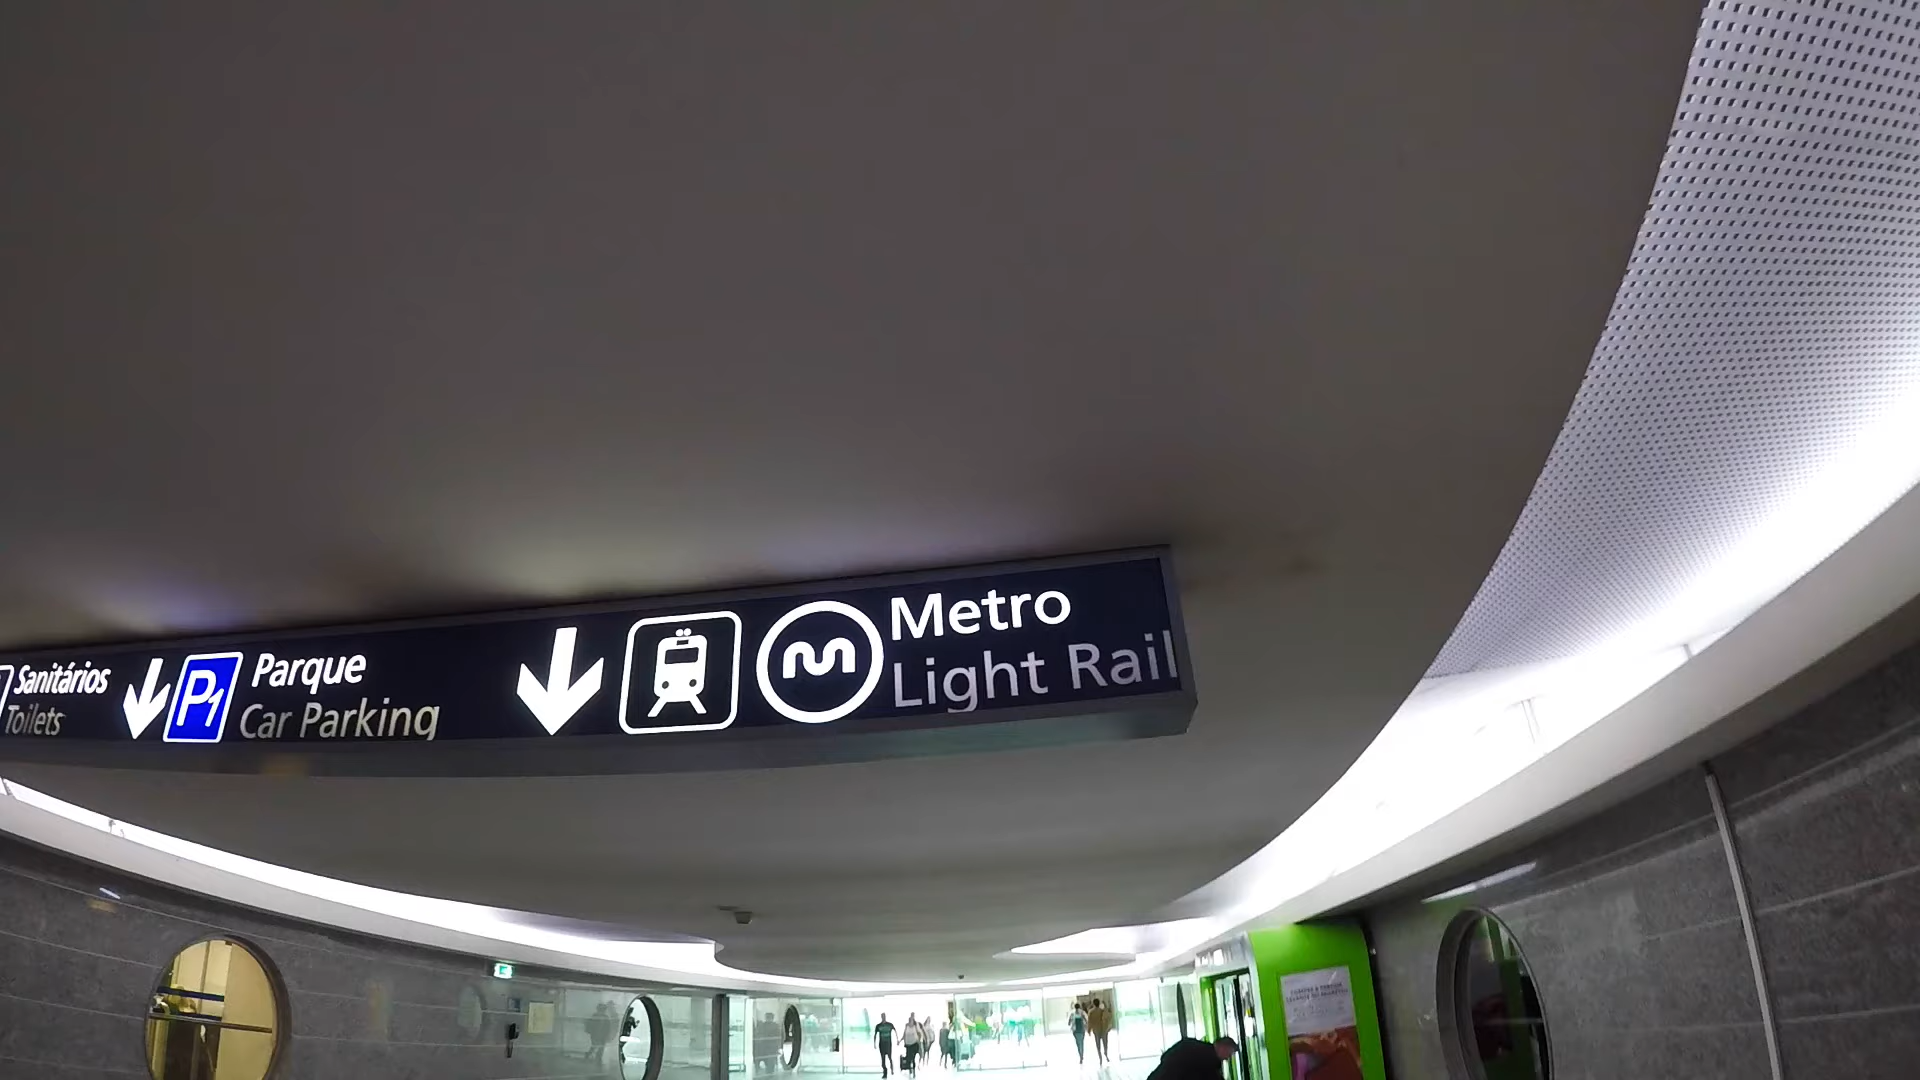 Sanitários
Toilets
P1
Parque
Car Parking
Metro
Light Rail